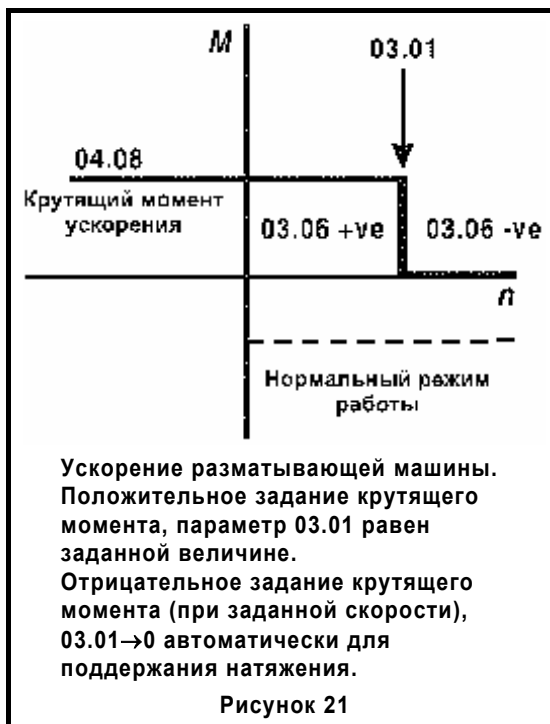 M
03.01
04.08
Крутящий момент
ускорения
03.06 +ve
03.06 -ve
n
Нормальный режим
работы
Ускорение разматывающей машины.
Положительное задание крутящего
момента, параметр 03.01 равен
заданной величине.
Отрицательное задание крутящего
момента (при заданной скорости),
03.01→0 автоматически для
поддержания натяжения.
Рисунок 21